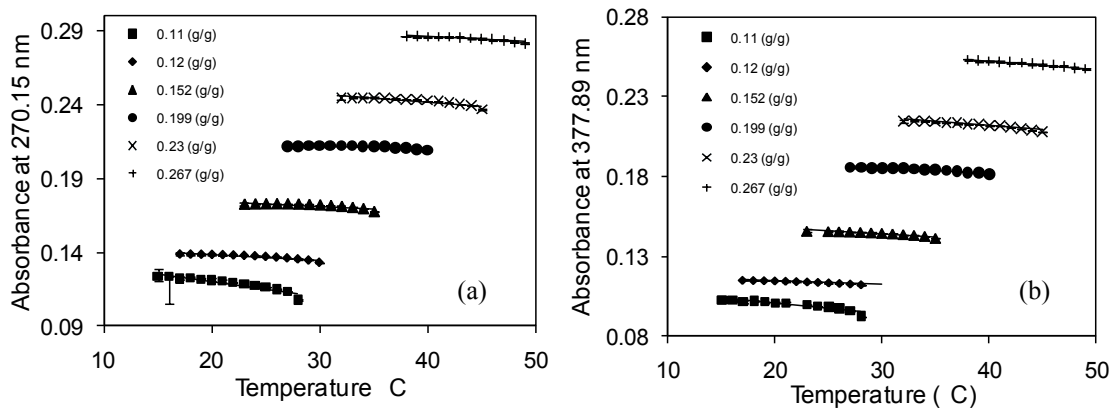 Absorbance at 270.15 nm
0.29
0.24
0.19
0.14
0.09
0.11 (g/g)
0.12 (g/g)
0.152 (g/g)
0.199 (g/g)
0.23 (g/g)
0.267 (g/g)
(a)
10 20 30 40 50
Temperature C
Absorbance at 377.89 nm
0.28
0.23
0.18
0.13
0.08
0.11 (g/g)
0.12 (g/g)
0.152 (g/g)
0.199 (g/g)
0.23 (g/g)
0.267 (g/g)
(b)
10 20 30 40 50
Temperature ( C)